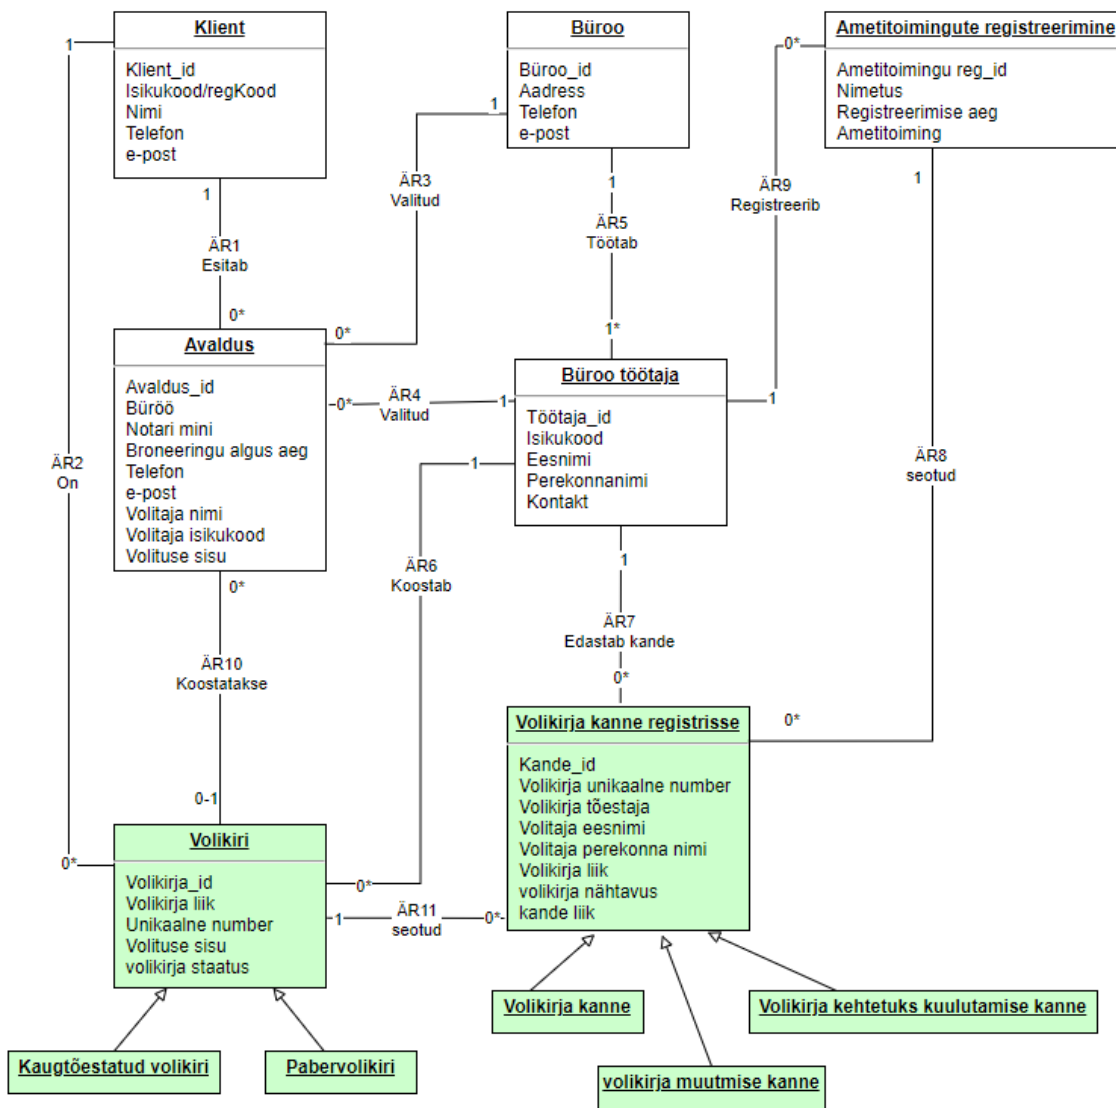 Klient
Klient_id
Isikukood/regKood
Nimi
Telefon
e-post
Büroo
Büroo_id
Aadress
Telefon
e-post
Ametitoimingute registreerimine
Ametitoimingu reg_id
Nimetus
Registreerimise aeg
Ametitoiming
1
1
0*
1
1
1
ÄR3
Valitud
ÄR9
Registreerib
ÄR5
Töötab
ÄR1
Esitab
0*
0*
1*
Avaldus
Avaldus_id
Büröö
Notari mini
Broneeringu algus aeg
Telefon
e-post
Volitaja nimi
Volitaja isikukood
Volituse sisu
0*
ÄR4
Valitud
1
Büroo töötaja
Töötaja_id
Isikukood
Eesnimi
Perekonnanimi
Kontakt
1
ÄR2
On
ÄR8
seotud
1
1
0*
ÄR6
Koostab
ÄR7
Edastab kande
ÄR10
Koostatakse
0*
0*
0-1
Volikirja kanne registrisse
Kande_id
Volikirja unikaalne number
Volikirja tõestaja
Volitaja eesnimi
Volitaja perekonna nimi
Volikirja liik
volikirja nähtavus
kande liik
Volikiri
Volikirja_id
Volikirja liik
Unikaalne number
Volituse sisu
volikirja staatus
0*
0*
1
ÄR11
seotud
0*
Volikirja kanne
Volikirja kehtetuks kuulutamise kanne
Kaugtõestatud volikiri
Pabervolikiri
volikirja muutmise kanne